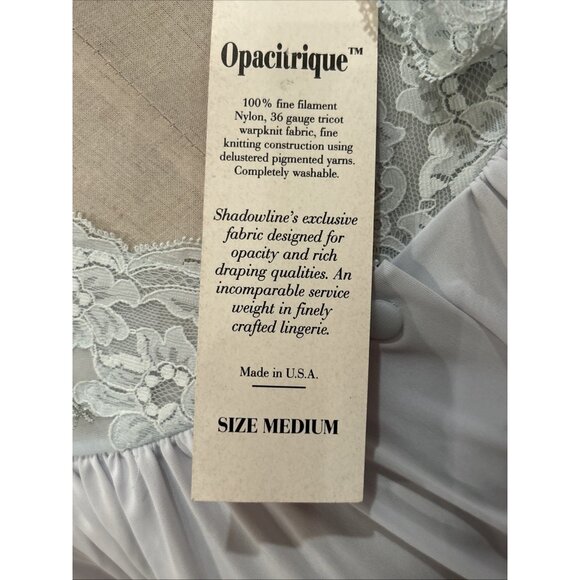 Opacitrique™
100% fine filament
Nylon, 36 gauge tricot
warpknit fabric, fine
knitting construction using
delustered pigmented yarns.
Completely washable.
Shadowline's exclusive
fabric designed for
opacity and rich
draping qualities. An
incomparable service
weight in finely
crafted lingerie.
Made in U.S.A.
SIZE MEDIUM